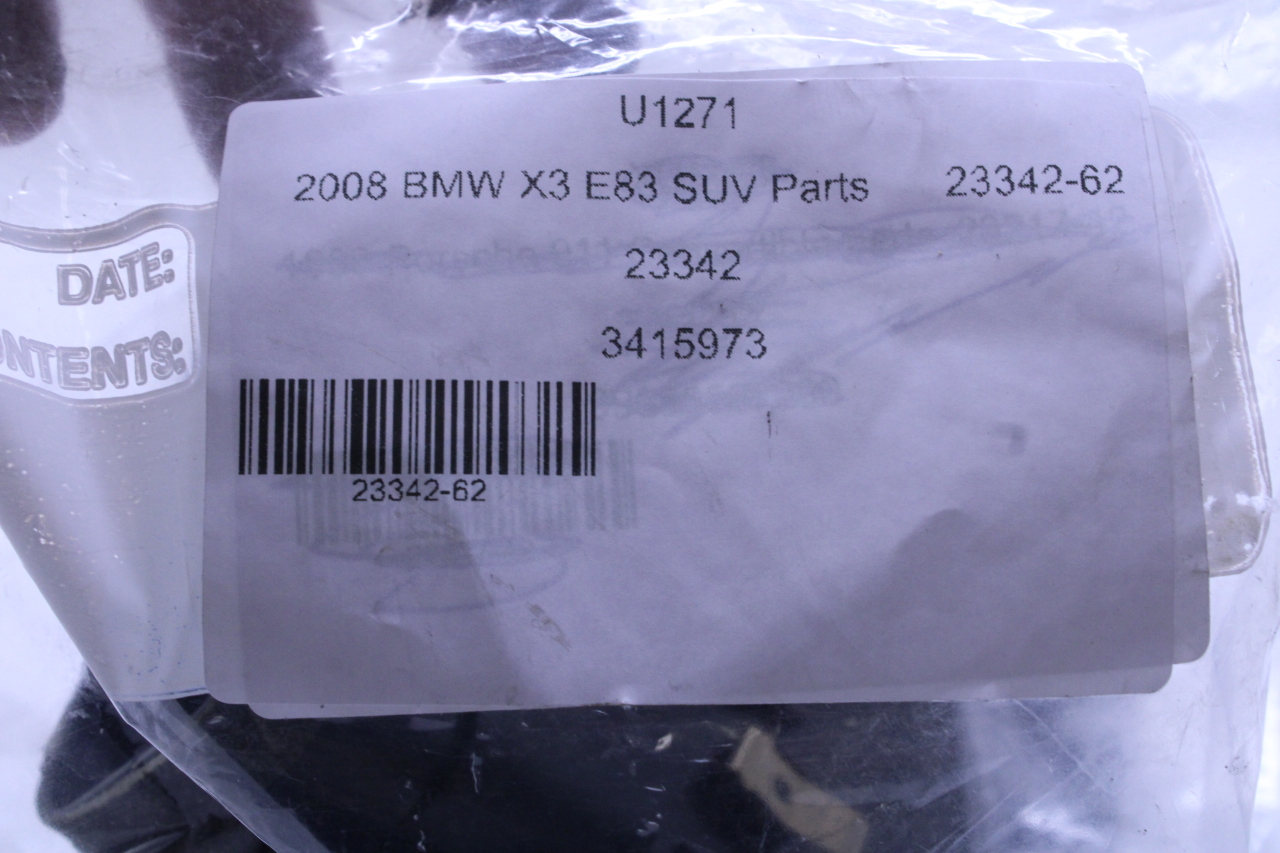 U1271
2008 BMW X3 E83 SUV Parts 23342-62
23342
3415973
23342-62
DATE:
ONTENTS: